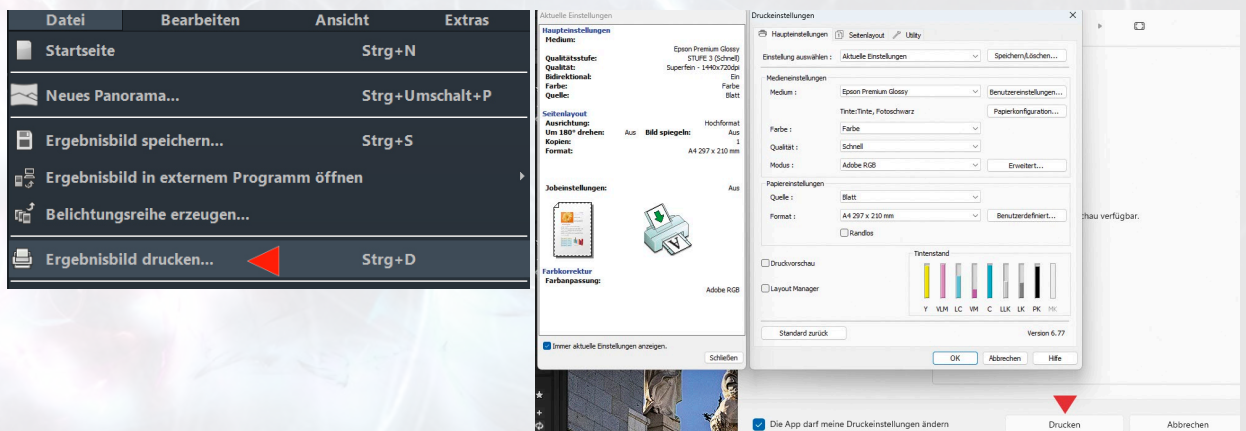 Datei Bearbeiten Ansicht Extras
Startseite Strg+N
Neues Panorama... Strg+Umschalt+P
Ergebnisbild speichern... Strg+S
Ergebnisbild in externem Programm öffnen
Belichtungsreihe erzeugen...
Ergebnisbild drucken... Strg+D
Aktuelle Einstellungen
Haupteinstellungen
Medium:
Epson Premium Glossy
Qualitätsstufe: STUFE 3 (Schnell)
Qualität: Superfein - 1440x720dpi
Bidirektional: Ein
Farbe: Farbe
Quelle: Blatt
Seitenlayout
Ausrichtung: Hochformat
Um 180° drehen: Aus Bild spiegeln: Aus
Kopien: 1
Format: A4 297 x 210 mm
Jobeinstellungen: Aus
Farbkorrektur
Farbanpassung:
Adobe RGB
Immer aktuelle Einstellungen anzeigen.
Schließen
Druckeinstellungen
Haupteinstellungen Seitenlayout Utility
Einstellung auswählen : Aktuelle Einstellungen Speichern/Löschen...
Medieneinstellungen
Medium : Epson Premium Glossy Benutzereinstellungen...
Tinte:Tinte, Fotoschwarz Papierkonfiguration...
Farbe : Farbe
Qualität : Schnell
Modus : Adobe RGB Erweitert...
Papiereinstellungen
Quelle : Blatt
Format : A4 297 x 210 mm Benutzerdefiniert...
Randlos
Druckvorschau
Layout Manager
Tintenstand
Y VLM LC VM C LLK LK PK MK
Standard zurück Version 6.77
OK Abbrechen Hilfe
chau verfügbar.
Die App darf meine Druckeinstellungen ändern Drucken Abbrechen